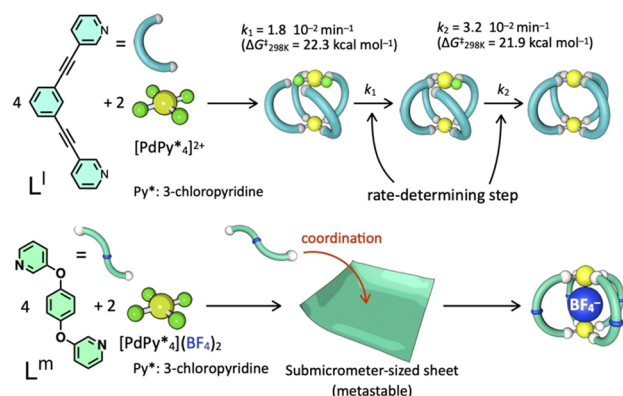 k₁ = 1.8 10⁻² min⁻¹
(ΔG‡₂₉₈K = 22.3 kcal mol⁻¹)
k₂ = 3.2 10⁻² min⁻¹
(ΔG‡₂₉₈K = 21.9 kcal mol⁻¹)
N
4
N
Lˡ
=
+ 2
[PdPy*₄]²⁺
Py*: 3-chloropyridine
k₁
k₂
rate-determining step
N
O
4
O
N
Lᵐ
=
+ 2
[PdPy*₄](BF₄)₂
Py*: 3-chloropyridine
coordination
Submicrometer-sized sheet
(metastable)
BF₄⁻